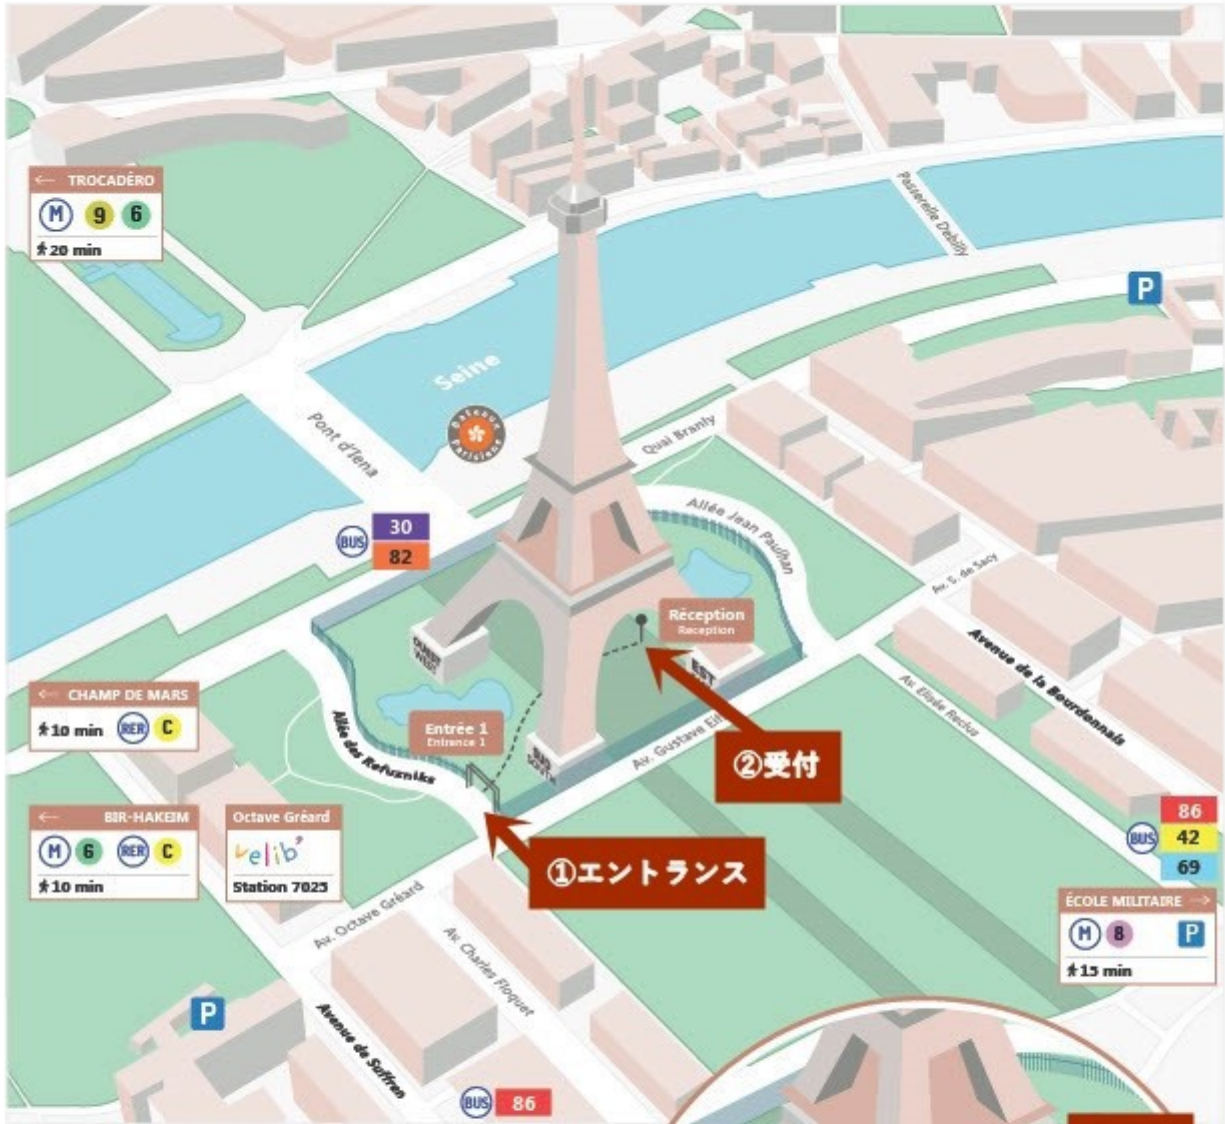 ← TROCADÉRO
M 9 6
20 min
Passerelle Debilly
P
Seine
Pont d'Iena
Bateaux Parisiens
Quai Branly
Allée Jean Paulhan
BUS 30
82
Av. S. de Sacy
Réception
Reception
OUEST
WEST
EST
Avenue de la Bourdonnais
Av. Elisée Reclus
← CHAMP DE MARS
10 min RER C
Allée des Refuzniks
Entrée 1
Entrance 1
SUD
SOUTH
Av. Gustave Eif
②受付
← BIR-HAKEIM
M 6 RER C
10 min
Octave Gréard
velib'
Station 7025
①エントランス
86
BUS 42
69
ÉCOLE MILITAIRE →
M 8 P
15 min
Av. Octave Gréard
Av. Charles Floquet
P
Avenue de Suffren
BUS 86